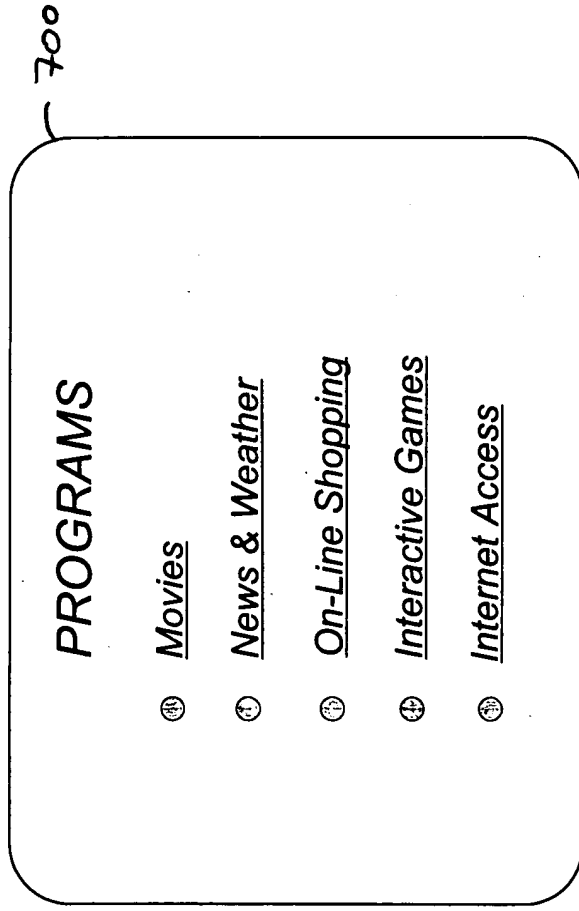 700
PROGRAMS
Movies
News & Weather
On-Line Shopping
Interactive Games
Internet Access